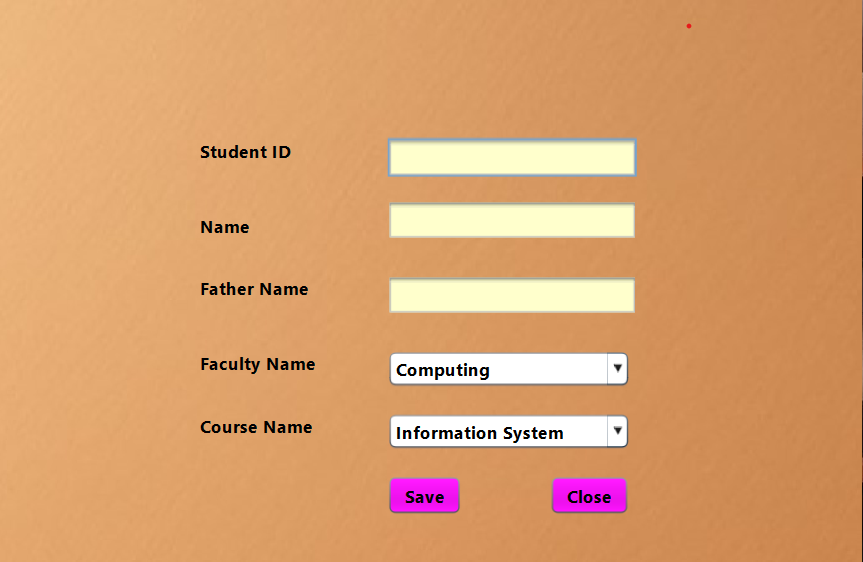 Student ID
Name
Father Name
Faculty Name
Computing
Course Name
Information System
Save
Close